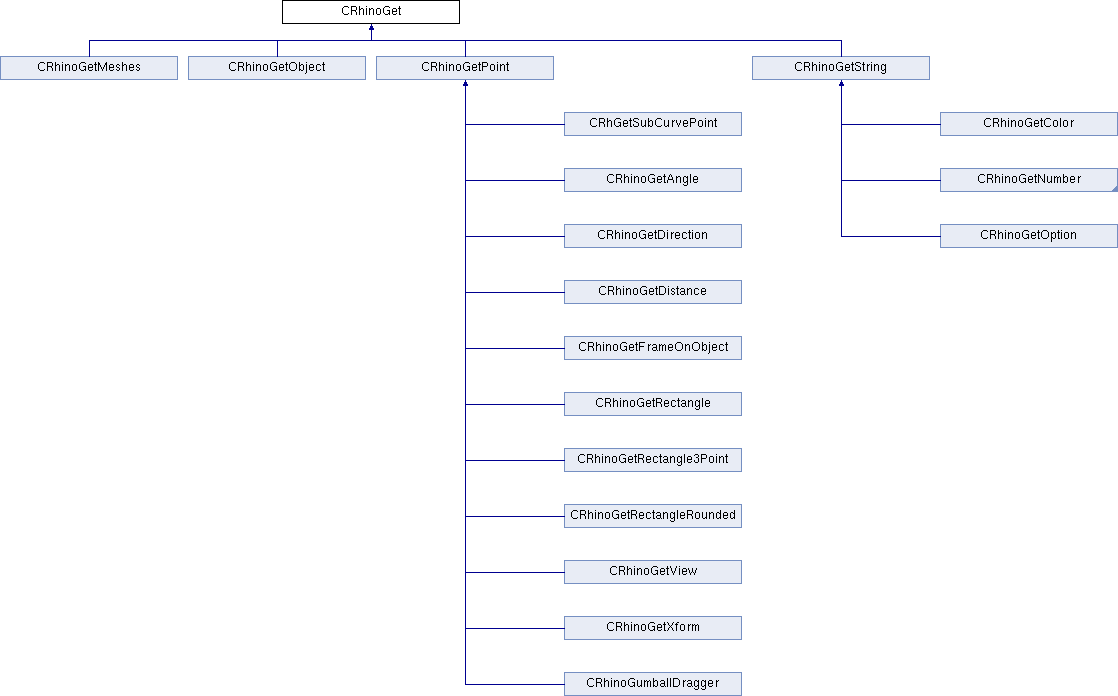 CRhinoGet
CRhinoGetMeshes
CRhinoGetObject
CRhinoGetPoint
CRhinoGetString
CRhGetSubCurvePoint
CRhinoGetColor
CRhinoGetAngle
CRhinoGetNumber
CRhinoGetDirection
CRhinoGetOption
CRhinoGetDistance
CRhinoGetFrameOnObject
CRhinoGetRectangle
CRhinoGetRectangle3Point
CRhinoGetRectangleRounded
CRhinoGetView
CRhinoGetXform
CRhinoGumballDragger